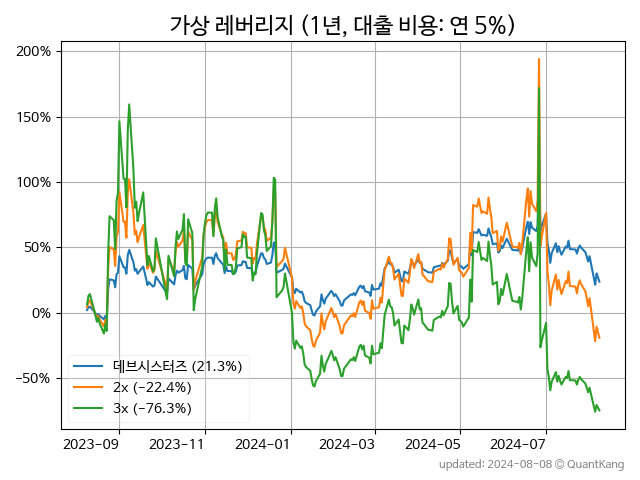 가상 레버리지 (1년, 대출 비용: 연 5%)
200%
150%
100%
50%
0%
−50%
데브시스터즈 (21.3%)
2x (−22.4%)
3x (−76.3%)
2023-09 2023-11 2024-01 2024-03 2024-05 2024-07
updated: 2024-08-08 © QuantKang